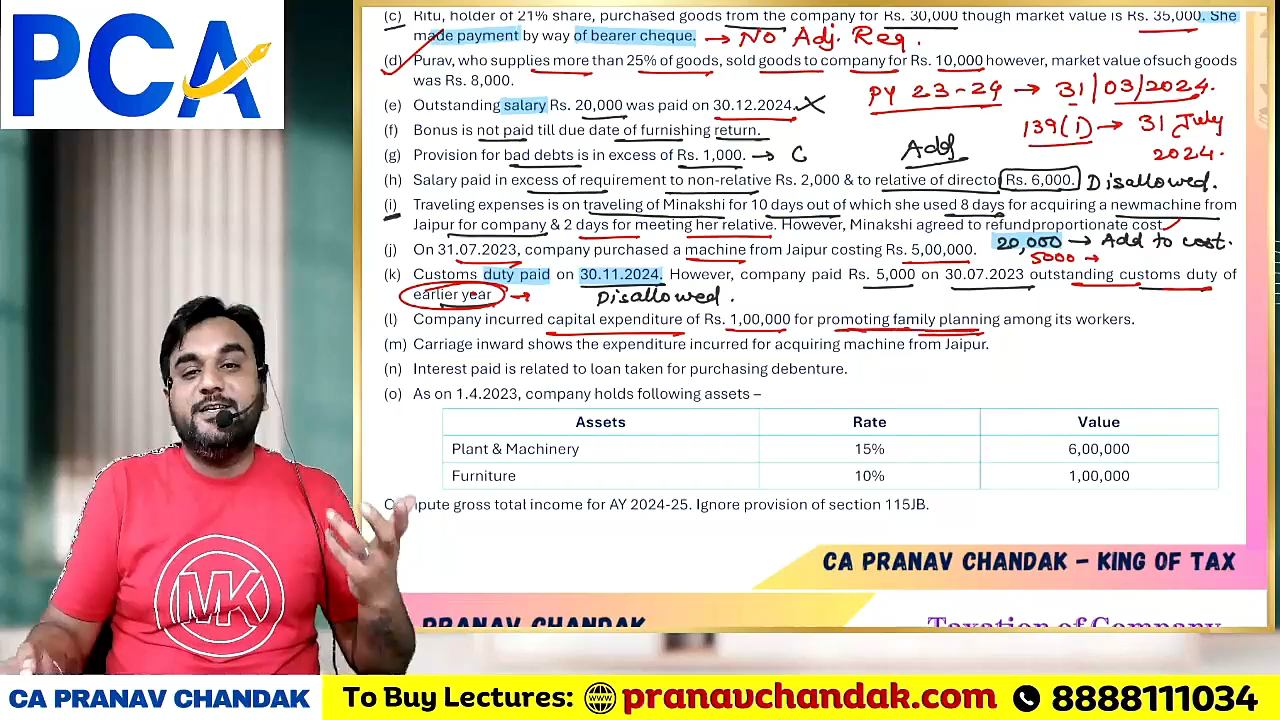 PCA
(c) Ritu, holder of 21% share, purchased goods from the company for Rs. 30,000 though market value is Rs. 35,000. She
made payment by way of bearer cheque. → No Adj. Req.
(d) Purav, who supplies more than 25% of goods, sold goods to company for Rs. 10,000 however, market value ofsuch goods
was Rs. 8,000.
PY 23-24 → 31/03/2024.
(e) Outstanding salary Rs. 20,000 was paid on 30.12.2024. X
139(1) → 31 July
2024.
(f) Bonus is not paid till due date of furnishing return.
(g) Provision for bad debts is in excess of Rs. 1,000. → C Add
(h) Salary paid in excess of requirement to non-relative Rs. 2,000 & to relative of director Rs. 6,000. Disallowed.
(i) Traveling expenses is on traveling of Minakshi for 10 days out of which she used 8 days for acquiring a newmachine from
Jaipur for company & 2 days for meeting her relative. However, Minakshi agreed to refundproportionate cost.
20,000 → Add to cost.
(j) On 31.07.2023, company purchased a machine from Jaipur costing Rs. 5,00,000.
5000 →
(k) Customs duty paid on 30.11.2024. However, company paid Rs. 5,000 on 30.07.2023 outstanding customs duty of
earlier year → Disallowed.
(l) Company incurred capital expenditure of Rs. 1,00,000 for promoting family planning among its workers.
(m) Carriage inward shows the expenditure incurred for acquiring machine from Jaipur.
(n) Interest paid is related to loan taken for purchasing debenture.
(o) As on 1.4.2023, company holds following assets –
Assets Rate Value
Plant & Machinery 15% 6,00,000
Furniture 10% 1,00,000
Compute gross total income for AY 2024-25. Ignore provision of section 115JB.
CA PRANAV CHANDAK – KING OF TAX
PRANAV CHANDAK Taxation of Company
MK
CA PRANAV CHANDAK To Buy Lectures: pranavchandak.com 8888111034